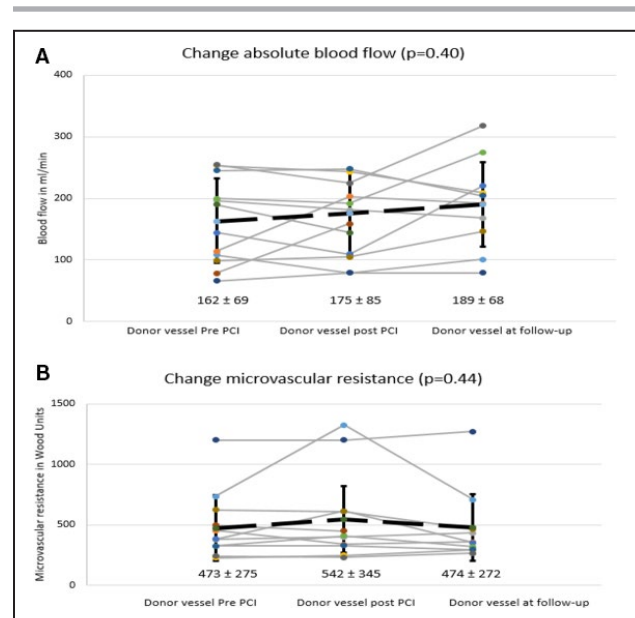 A
Change absolute blood flow (p=0.40)
400
300
200
100
0
Blood flow in ml/min
162 ± 69
175 ± 85
189 ± 68
Donor vessel Pre PCI
Donor vessel post PCI
Donor vessel at follow-up
B
Change microvascular resistance (p=0.44)
1500
1000
500
0
Microvascular resistance in Wood Units
473 ± 275
542 ± 345
474 ± 272
Donor vessel Pre PCI
Donor vessel post PCI
Donor vessel at follow-up